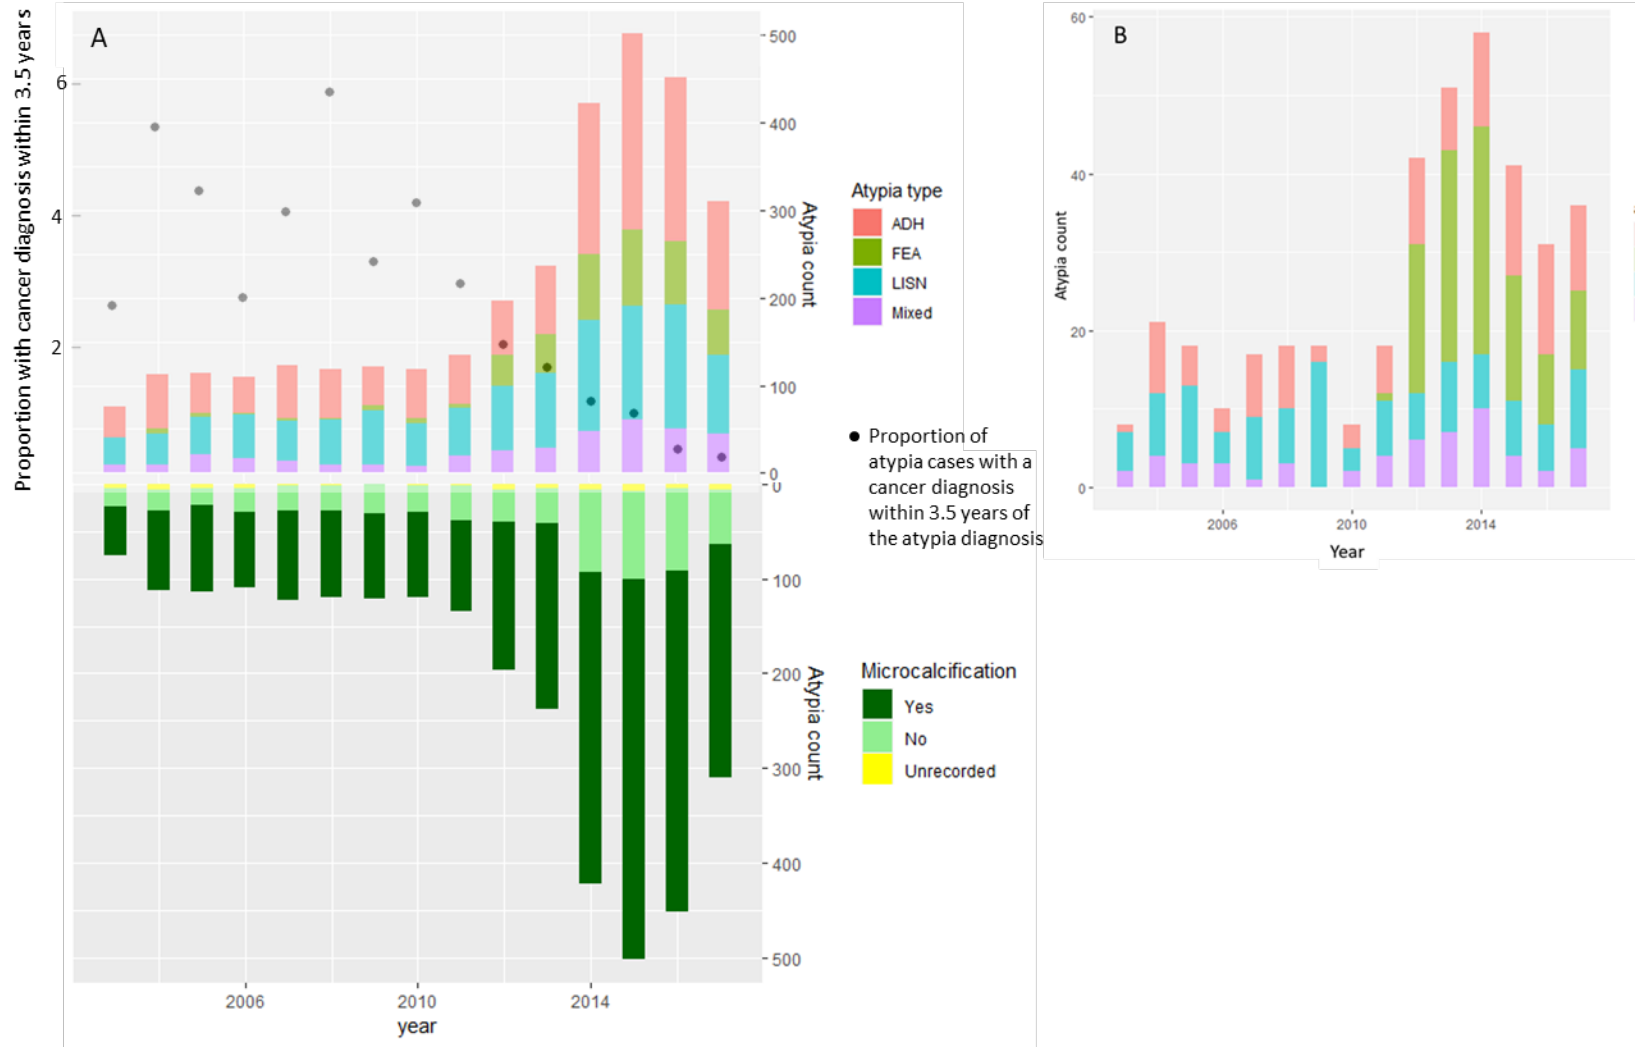 Proportion with cancer diagnosis within 3.5 years
A
6
4
2
500
400
300
200
100
0
Atypia count
0
100
200
300
400
500
Atypia count
2006
2010
2014
year
Atypia type
ADH
FEA
LISN
Mixed
Proportion of
atypia cases with a
cancer diagnosis
within 3.5 years of
the atypia diagnosis
Microcalcification
Yes
No
Unrecorded
B
60
40
20
0
Atypia count
2006
2010
2014
Year